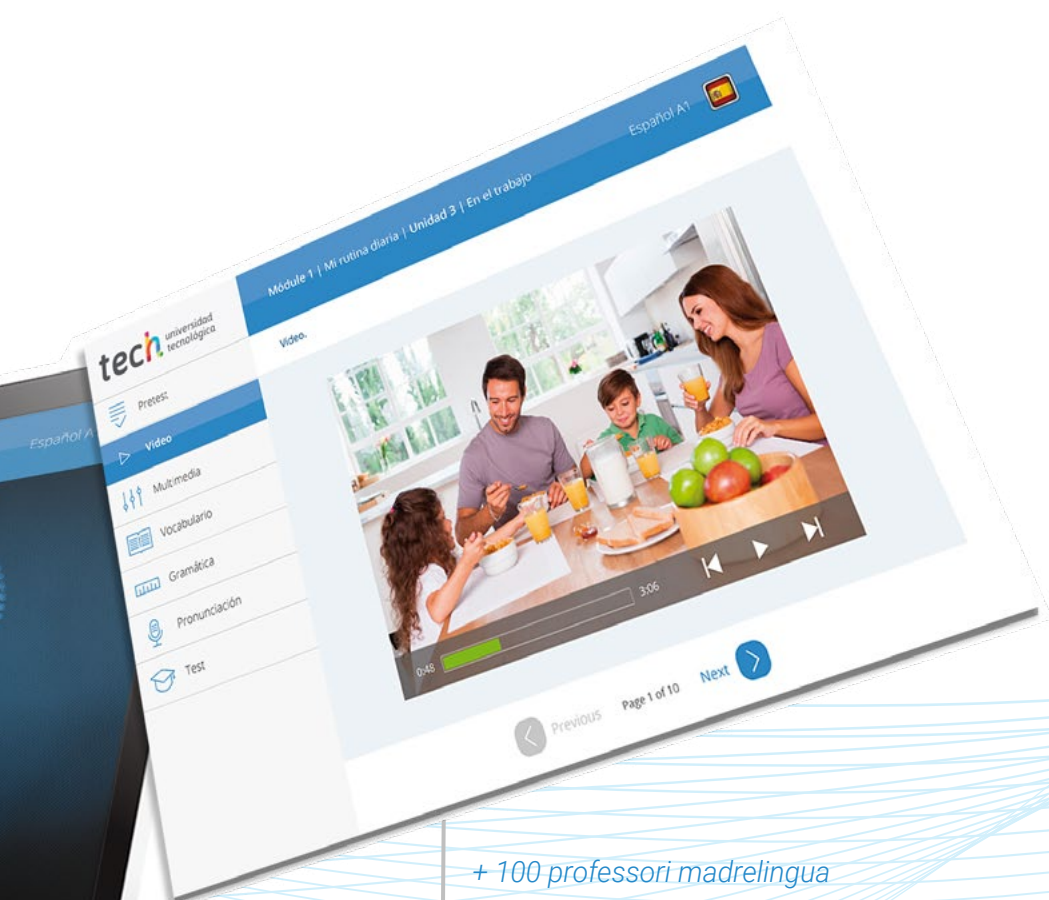 Español A1
Módule 1 | Mi rutina diaria | Unidad 3 | En el trabajo
tech universidad
tecnológica
Video.
Pretest
Video
Multimedia
Vocabulario
Gramática
Pronunciación
Test
0:48
3:06
Previous
Page 1 of 10
Next
Español A
+ 100 professori madrelingua